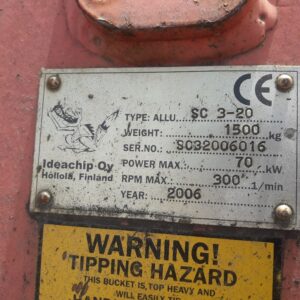 CE
TYPE: ALLU SC 3-20
WEIGHT: 1500 kg
SER.NO.: SC32006016
POWER MAX.: 70 kW
RPM MAX.: 300 1/min
YEAR: 2006
Ideachip Oy
Hollola, Finland
WARNING!
TIPPING HAZARD
THIS BUCKET IS TOP HEAVY AND
WILL EASILY TIP